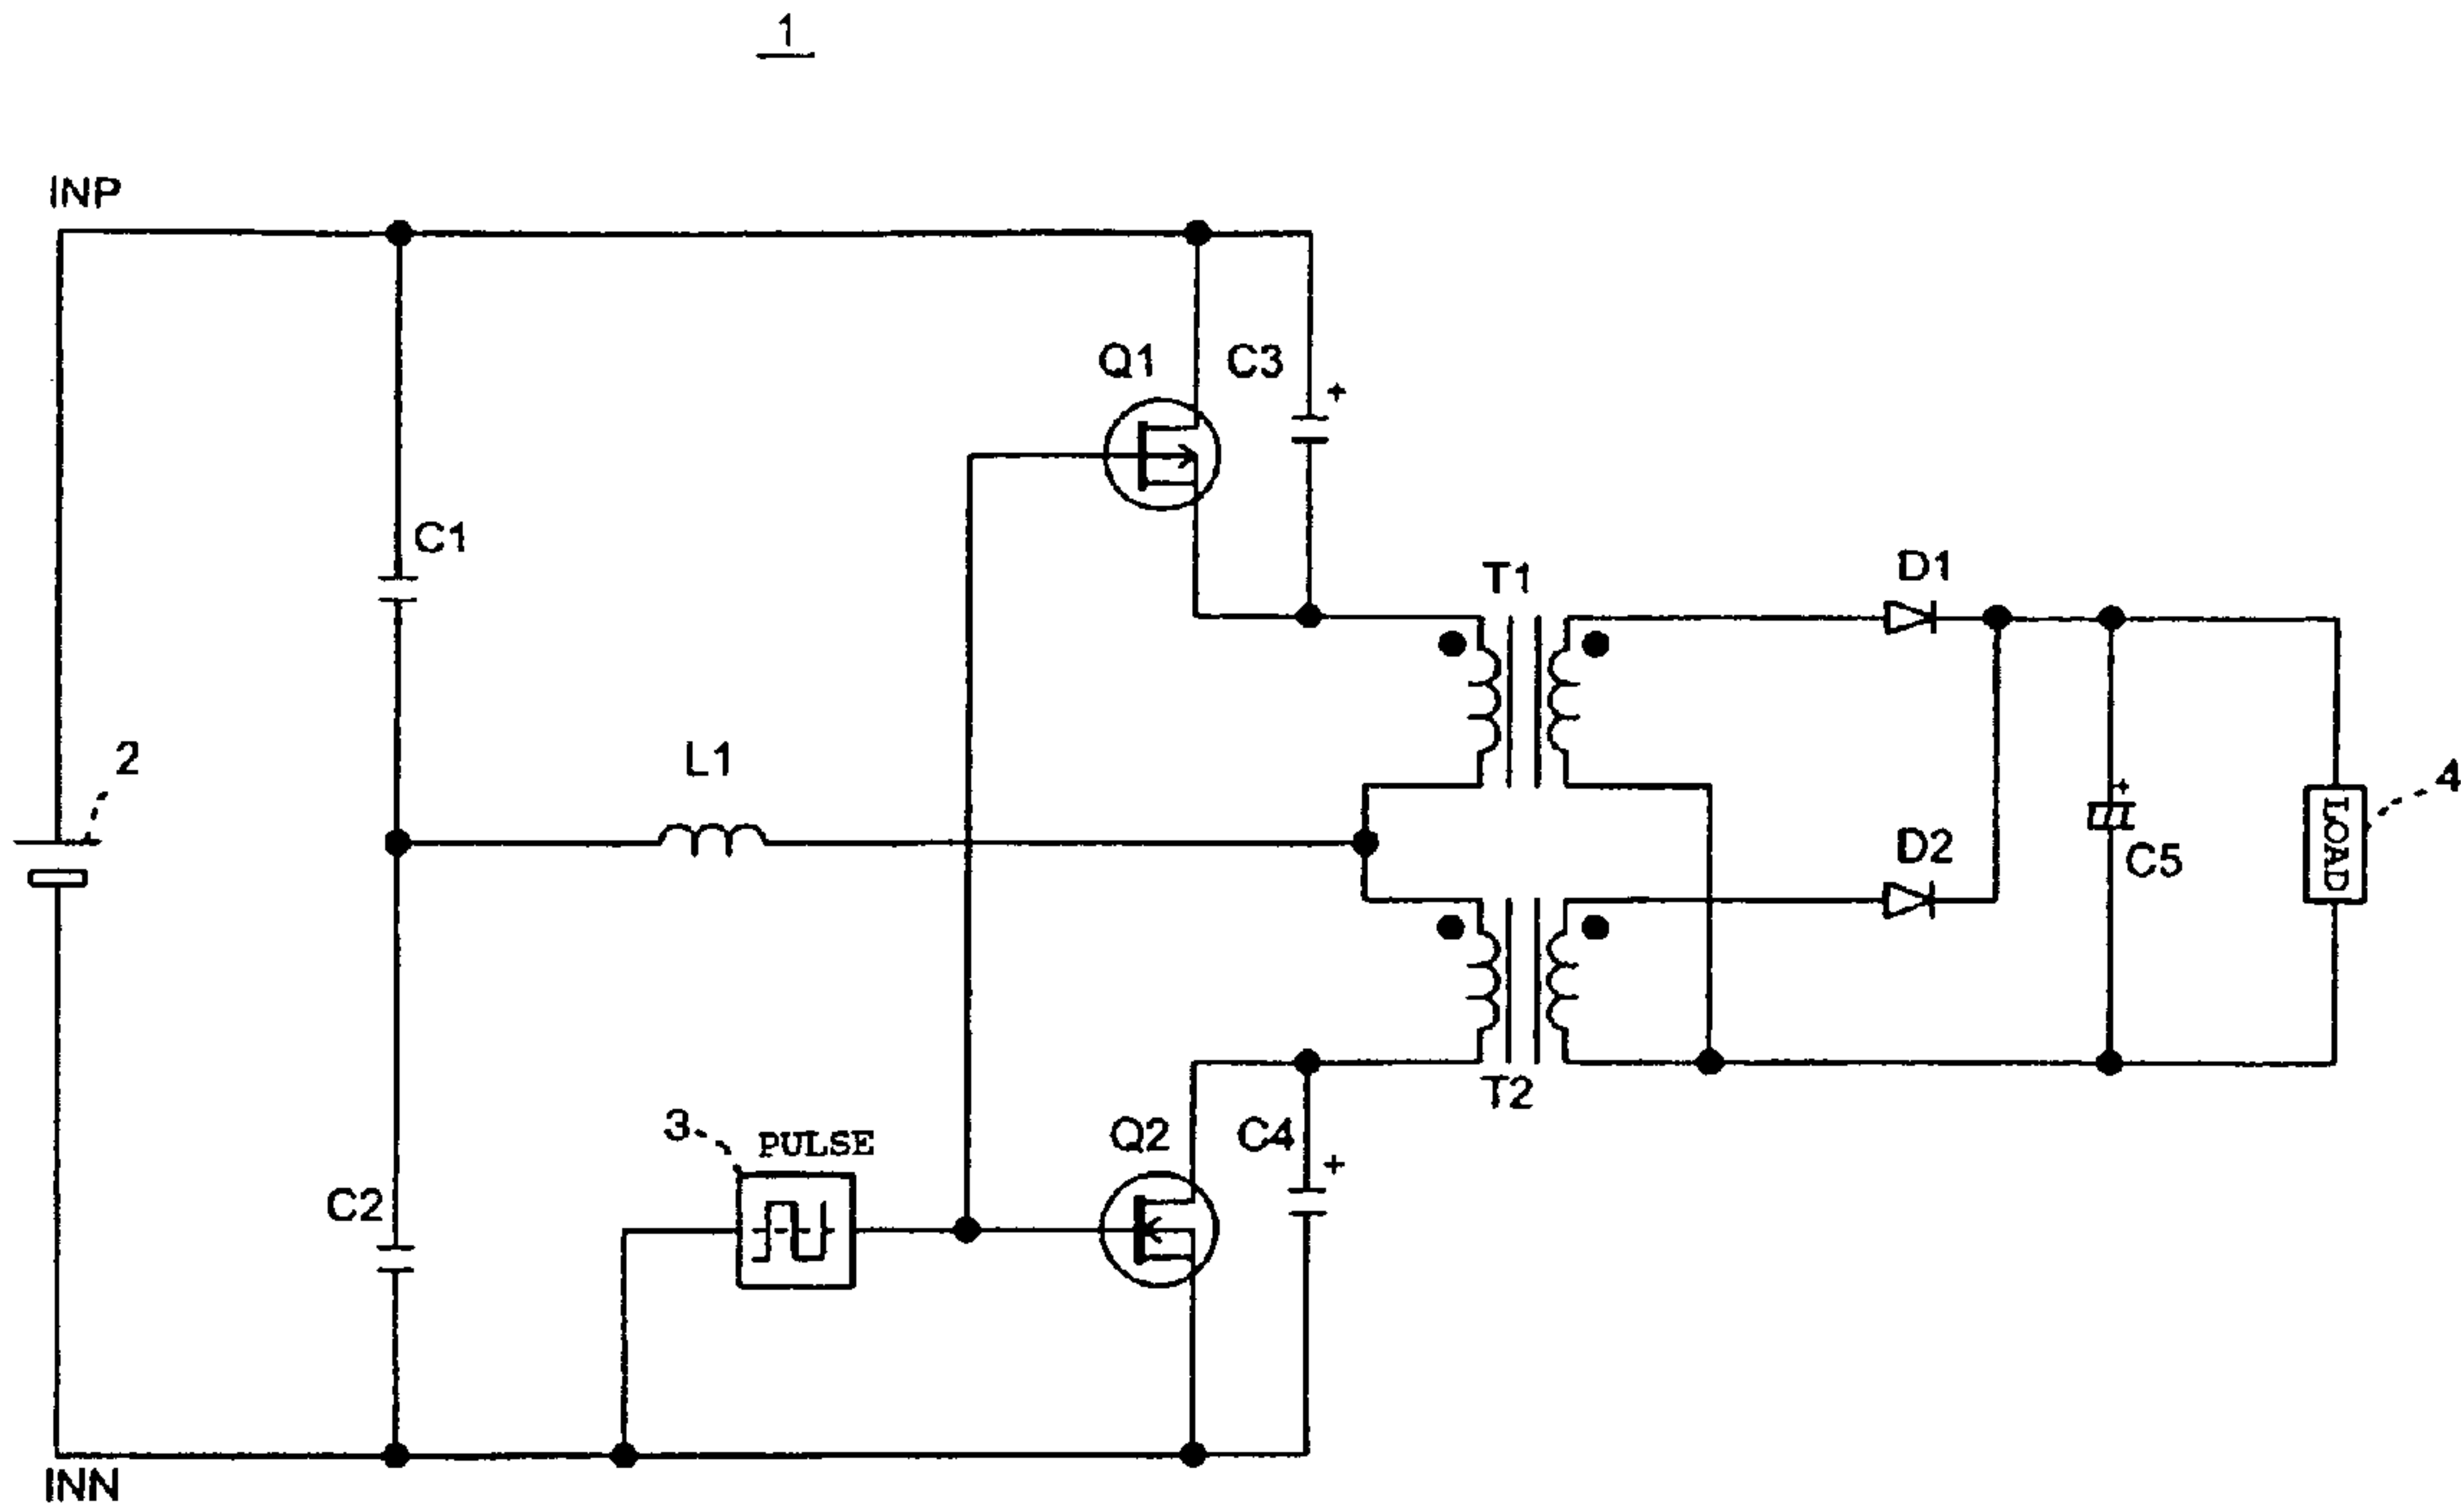 1
INP
Q1
C3
+
C1
T1
D1
2
L1
4
+
LOAD
D2
C5
T2
3
PULSE
Q2
C4
+
C2
INN